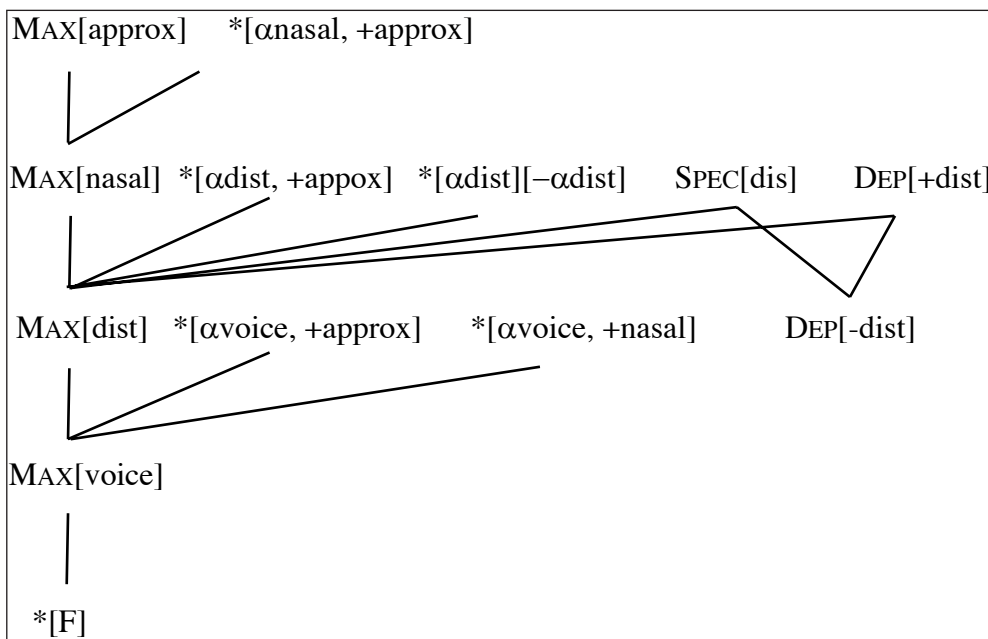 MAX[approx] *[αnasal, +approx]
MAX[nasal] *[αdist, +appox] *[αdist][−αdist] SPEC[dis] DEP[+dist]
MAX[dist] *[αvoice, +approx] *[αvoice, +nasal] DEP[-dist]
MAX[voice]
*[F]